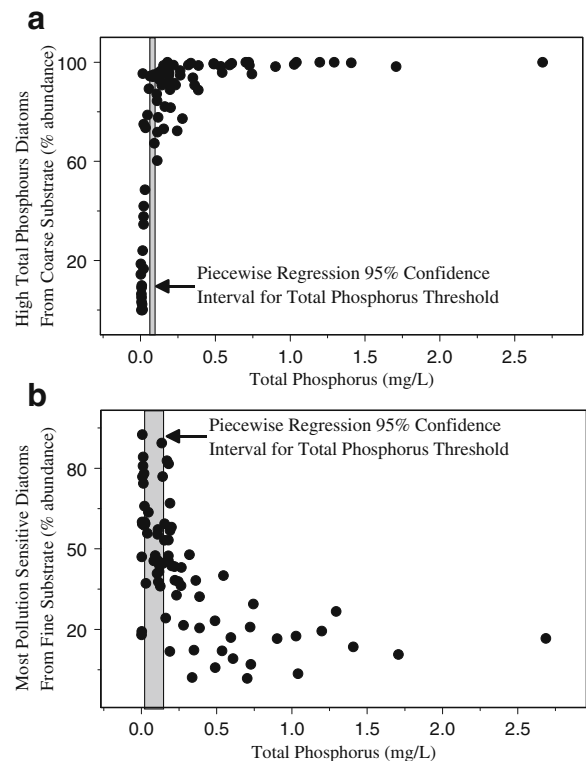 a
High Total Phosphours Diatoms
From Coarse Substrate (% abundance)
100
60
20
Piecewise Regression 95% Confidence
Interval for Total Phosphorus Threshold
0.0 0.5 1.0 1.5 2.0 2.5
Total Phosphorus (mg/L)
b
Most Pollution Sensitive Diatoms
From Fine Substrate (% abundance)
Piecewise Regression 95% Confidence
Interval for Total Phosphorus Threshold
80
50
20
0.0 0.5 1.0 1.5 2.0 2.5
Total Phosphorus (mg/L)